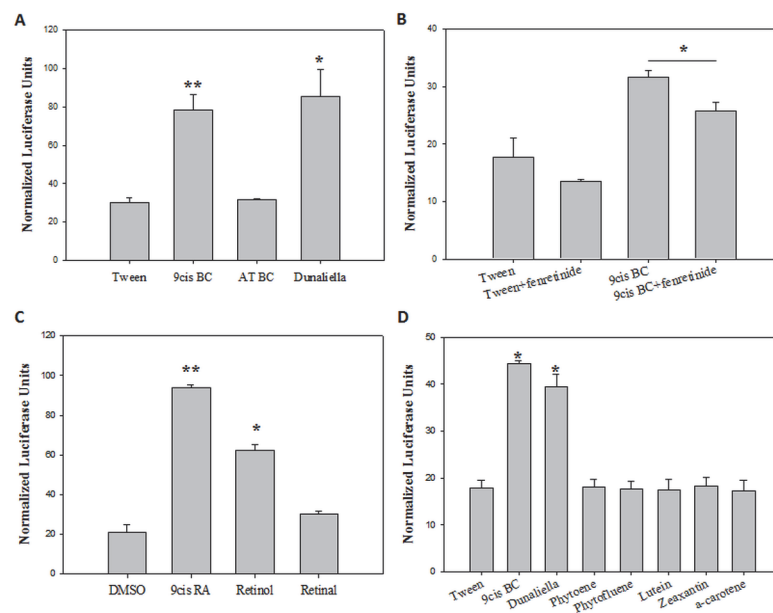 A
Normalized Luciferase Units
120
100
80
60
40
20
0
**
*
Tween 9cis BC AT BC Dunaliella
B
Normalized Luciferase Units
40
30
20
10
0
*
Tween
Tween+fenretinide
9cis BC
9cis BC+fenretinide
C
Normalized Luciferase Units
120
100
80
60
40
20
0
**
*
DMSO 9cis RA Retinol Retinal
D
Normalized Luciferase Units
50
40
30
20
10
0
*
*
Tween
9cis BC
Dunaliella
Phytoene
Phytofluene
Lutein
Zeaxantin
a-carotene